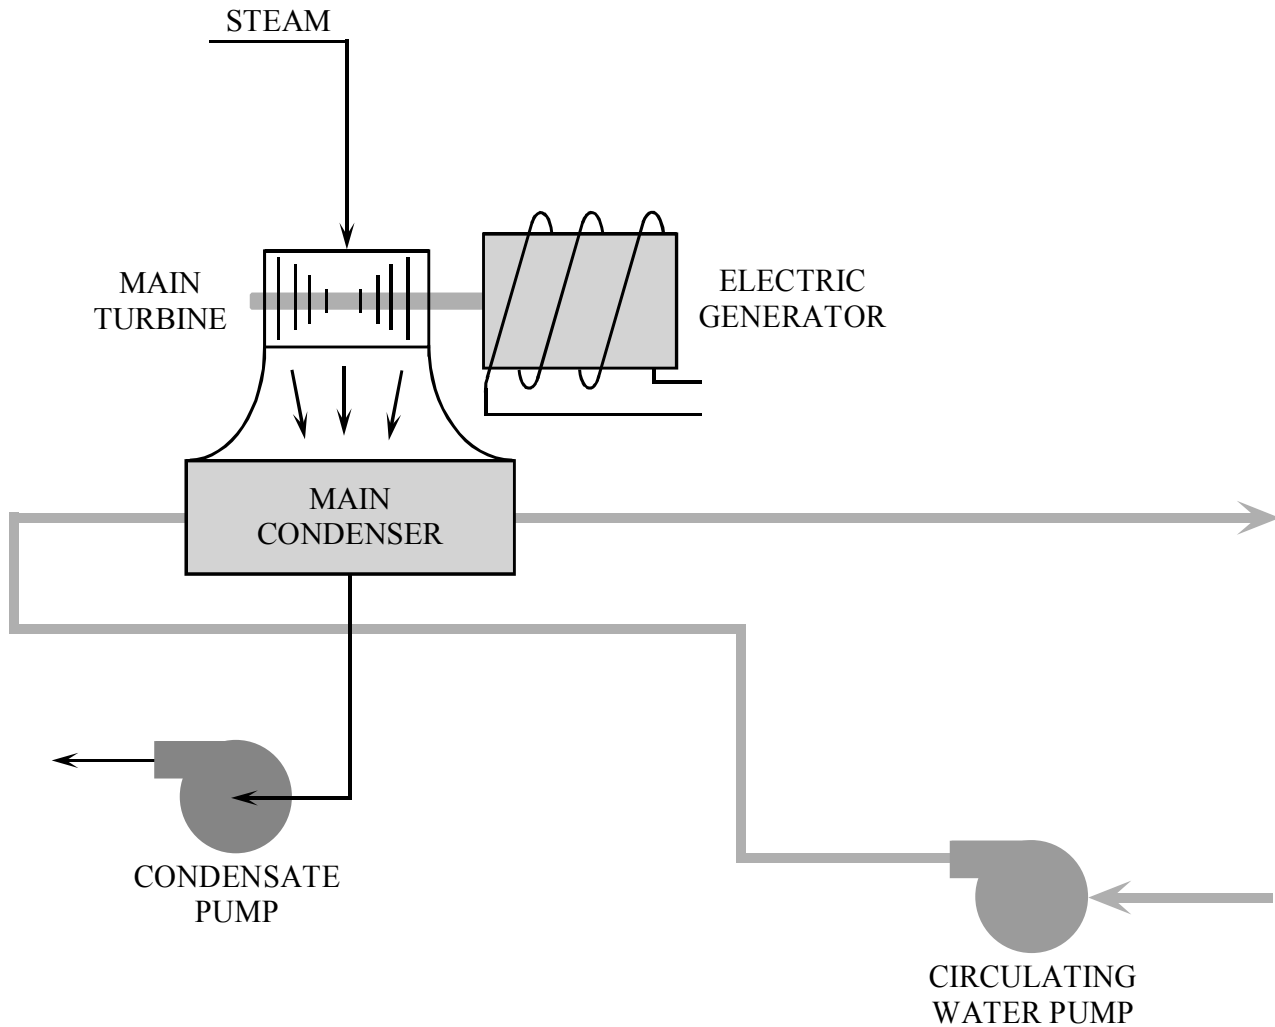 STEAM
MAIN
TURBINE
ELECTRIC
GENERATOR
MAIN
CONDENSER
CONDENSATE
PUMP
CIRCULATING
WATER PUMP